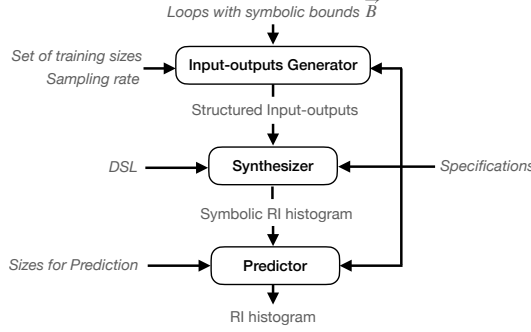 Loops with symbolic bounds B
Set of training sizes
Sampling rate
Input-outputs Generator
Structured Input-outputs
DSL
Synthesizer
Specifications
Symbolic RI histogram
Sizes for Prediction
Predictor
RI histogram